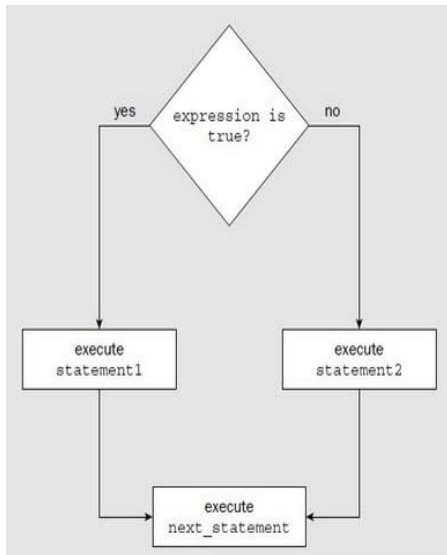 expression is
true?
yes
no
execute
statement1
execute
statement2
execute
next_statement